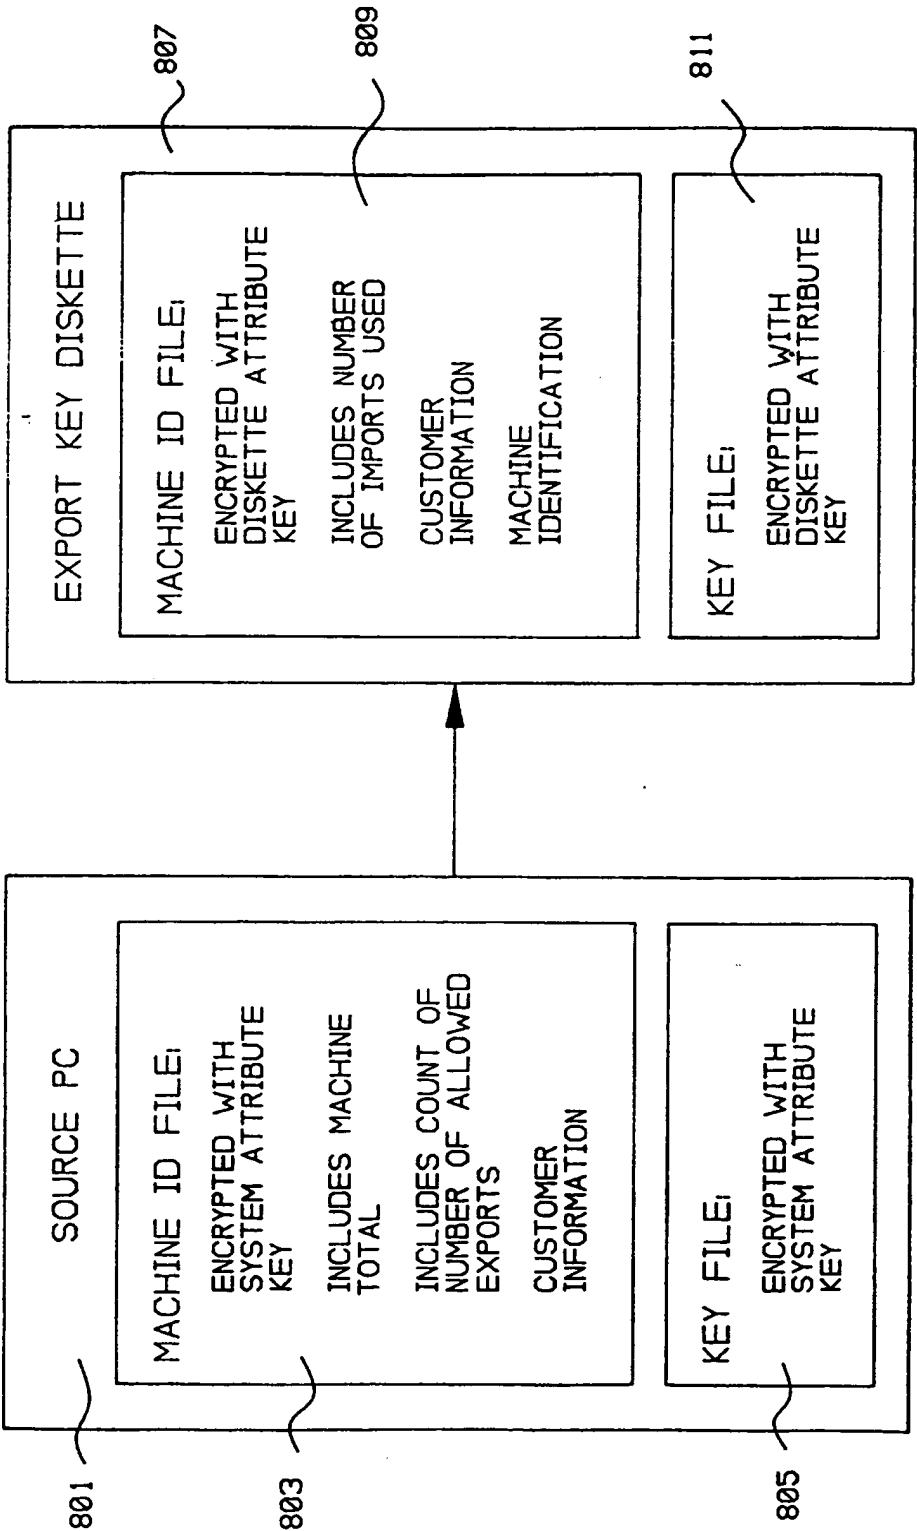 SOURCE PC
MACHINE ID FILE:
ENCRYPTED WITH
SYSTEM ATTRIBUTE
KEY
INCLUDES MACHINE
TOTAL
INCLUDES COUNT OF
NUMBER OF ALLOWED
EXPORTS
CUSTOMER
INFORMATION
KEY FILE:
ENCRYPTED WITH
SYSTEM ATTRIBUTE
KEY
801
803
805
EXPORT KEY DISKETTE
MACHINE ID FILE:
ENCRYPTED WITH
DISKETTE ATTRIBUTE
KEY
INCLUDES NUMBER
OF IMPORTS USED
CUSTOMER
INFORMATION
MACHINE
IDENTIFICATION
KEY FILE:
ENCRYPTED WITH
DISKETTE ATTRIBUTE
KEY
807
809
811